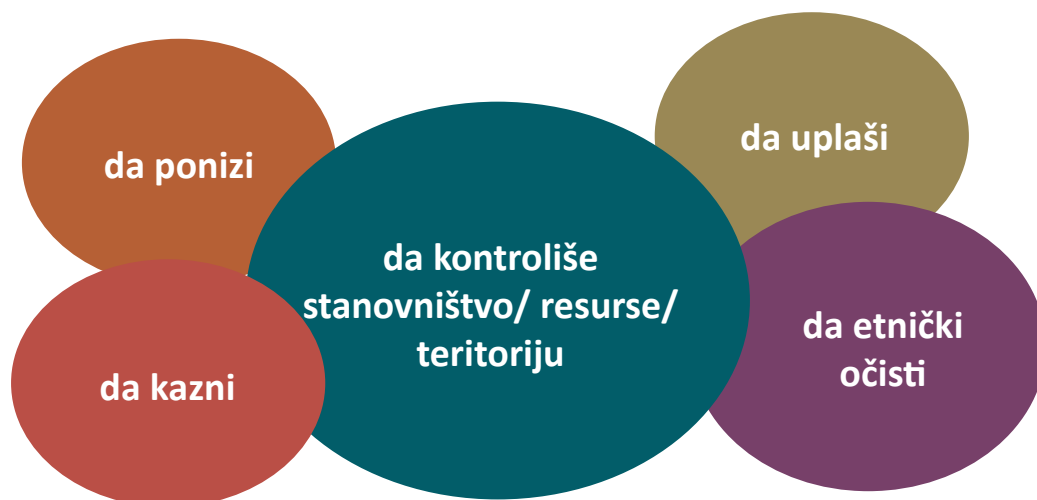 da ponizi
da uplaši
da kontroliše
stanovništvo/ resurse/
teritoriju
da kazni
da etnički
očisti